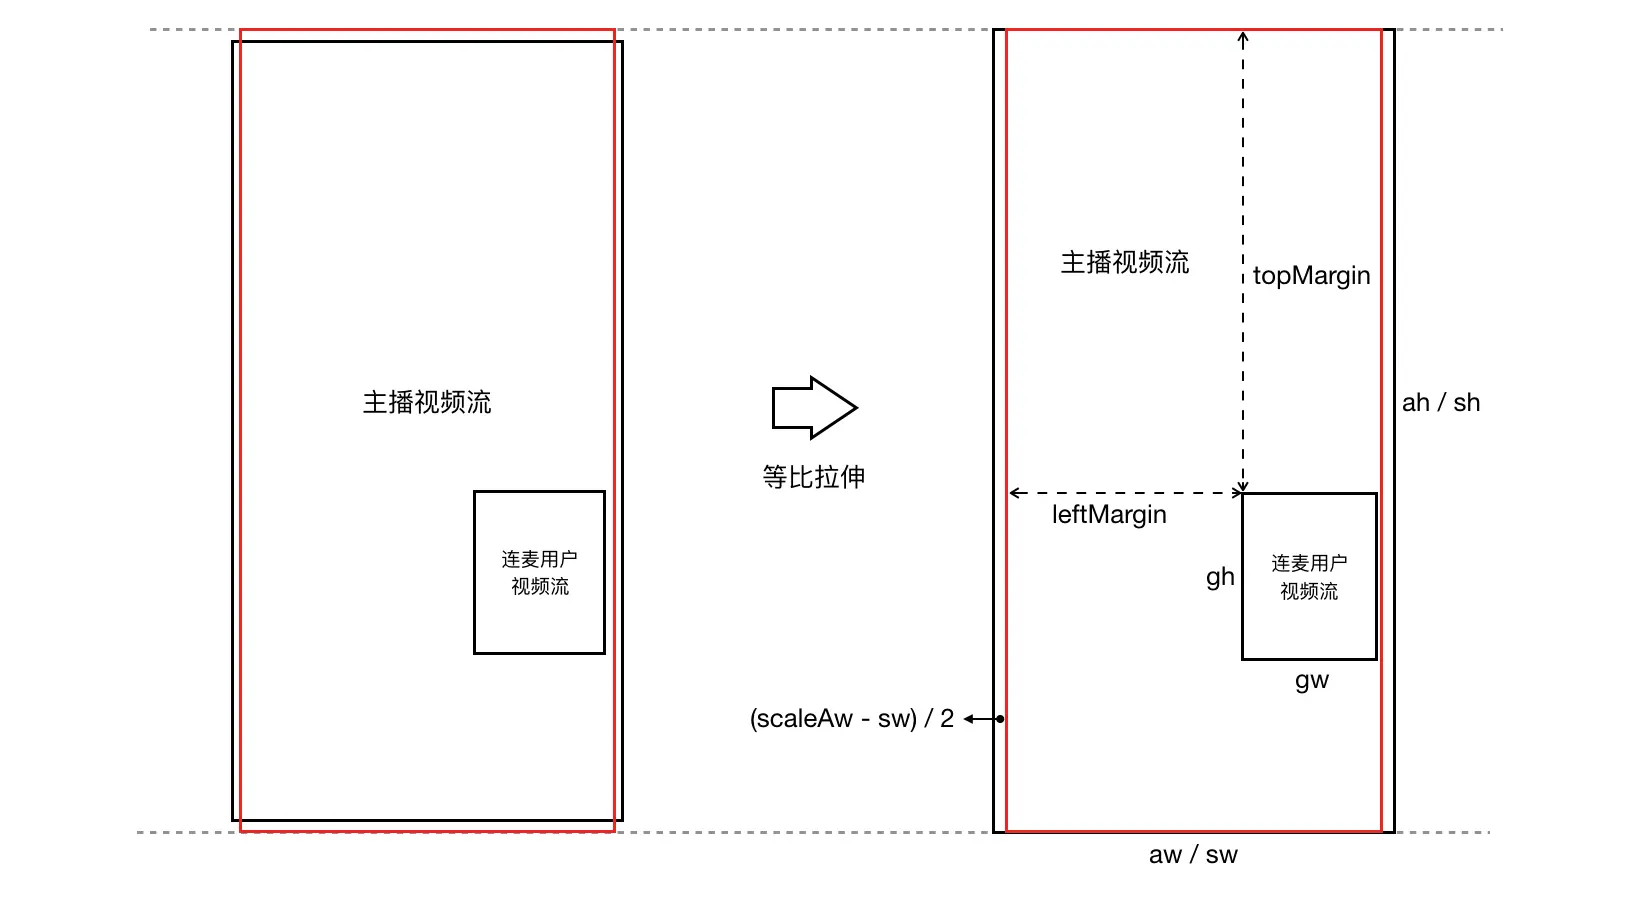 主播视频流
连麦用户
视频流
等比拉伸
主播视频流
topMargin
leftMargin
ah / sh
gh
连麦用户
视频流
gw
(scaleAw - sw) / 2
aw / sw